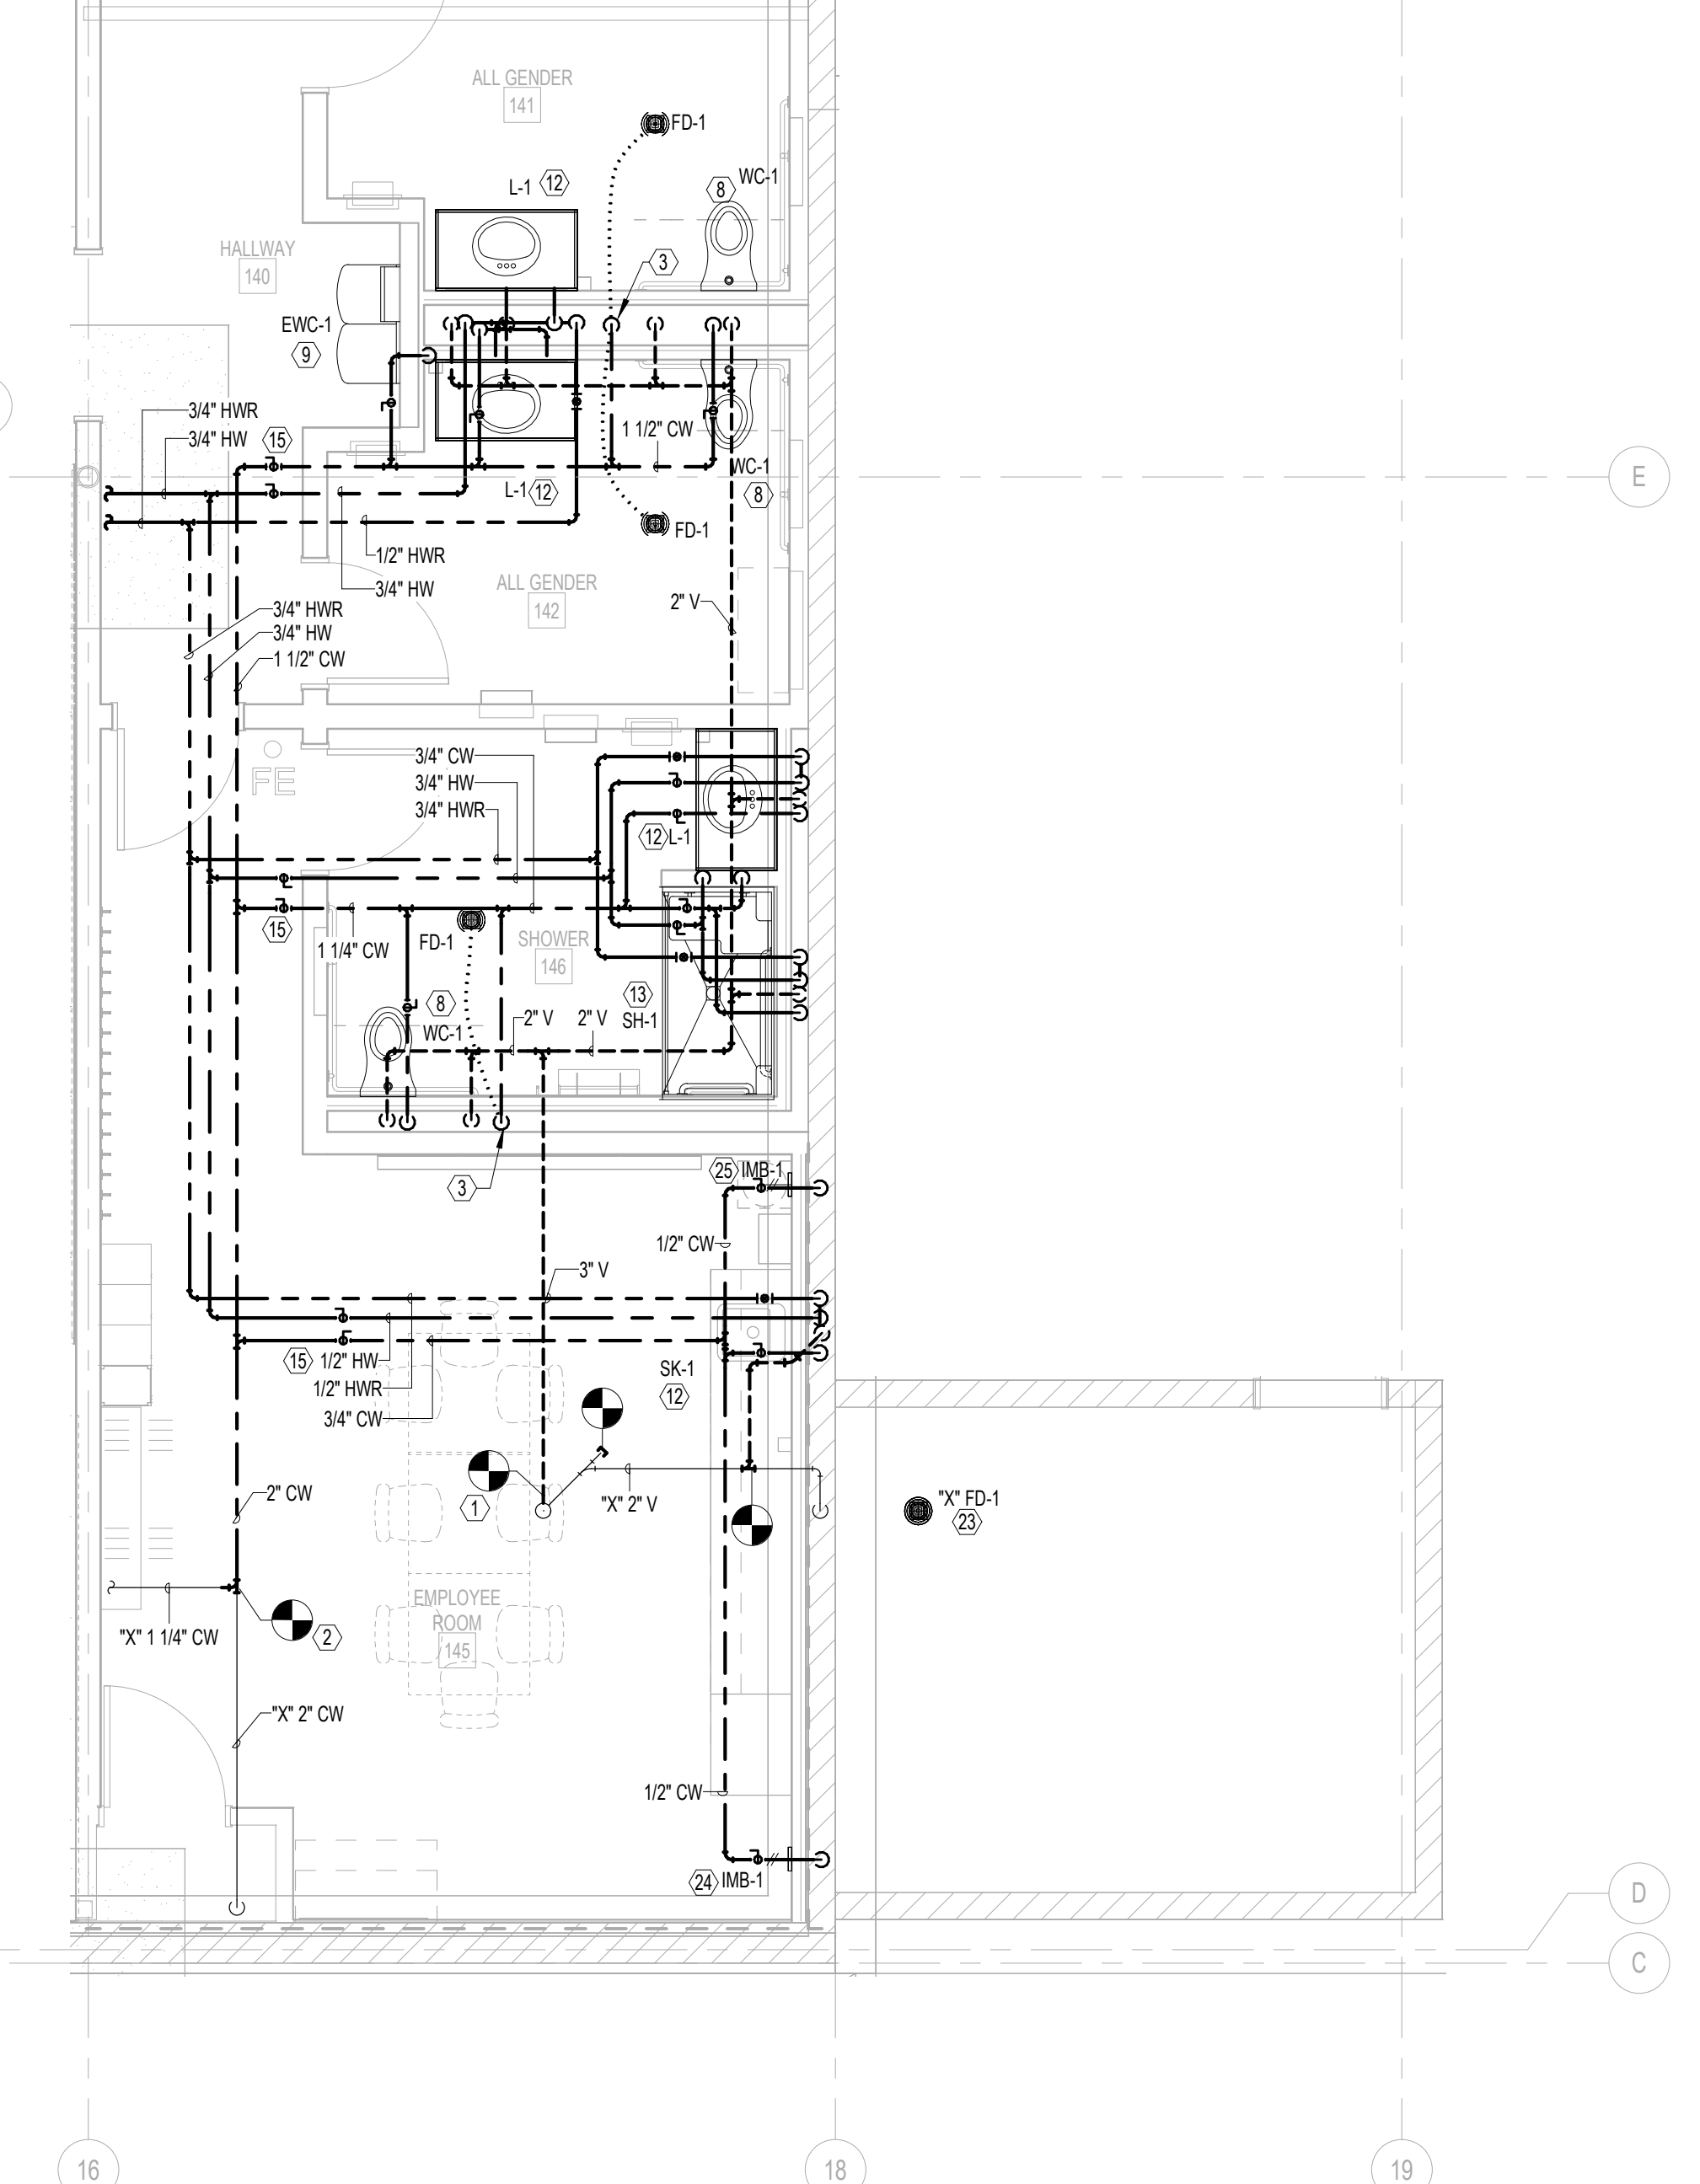 ALL GENDER
141
FD-1
L-1 12
8 WC-1
HALLWAY
140
3
EWC-1
9
3/4" HWR
3/4" HW 15
1 1/2" CW
WC-1
8
L-1 12
E
FD-1
1/2" HWR
3/4" HW
ALL GENDER
142
2" V
3/4" HWR
3/4" HW
1 1/2" CW
FE
3/4" CW
3/4" HW
3/4" HWR
12 L-1
15
1 1/4" CW
FD-1
SHOWER
146
8
WC-1
2" V
2" V
13
SH-1
3
25 IMB-1
1/2" CW
3" V
15 1/2" HW
1/2" HWR
3/4" CW
SK-1
12
1
"X" 2" V
2" CW
"X" FD-1
23
EMPLOYEE
ROOM
145
"X" 1 1/4" CW
2
"X" 2" CW
1/2" CW
24 IMB-1
D
C
16
18
19